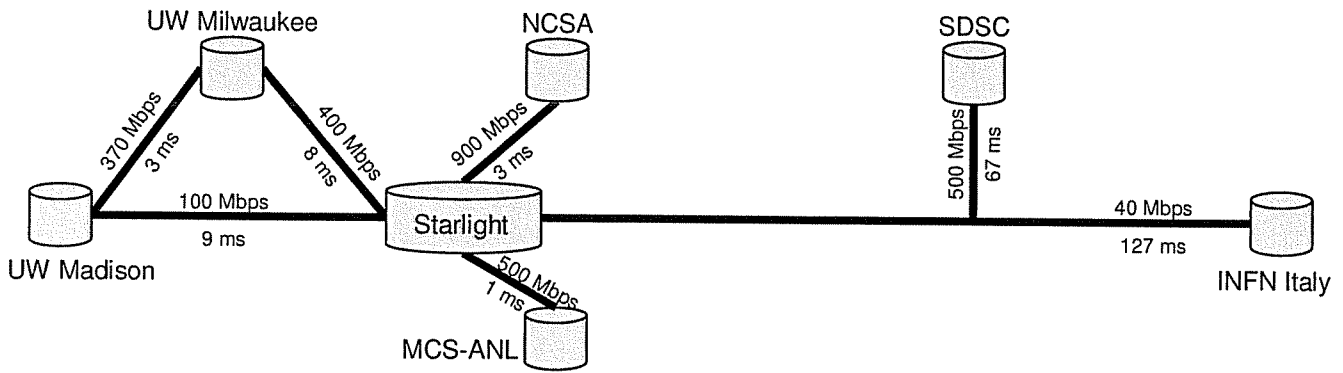 UW Milwaukee
NCSA
SDSC
370 Mbps
3 ms
400 Mbps
8 ms
900 Mbps
3 ms
500 Mbps
67 ms
100 Mbps
9 ms
Starlight
40 Mbps
127 ms
UW Madison
500 Mbps
1 ms
INFN Italy
MCS-ANL